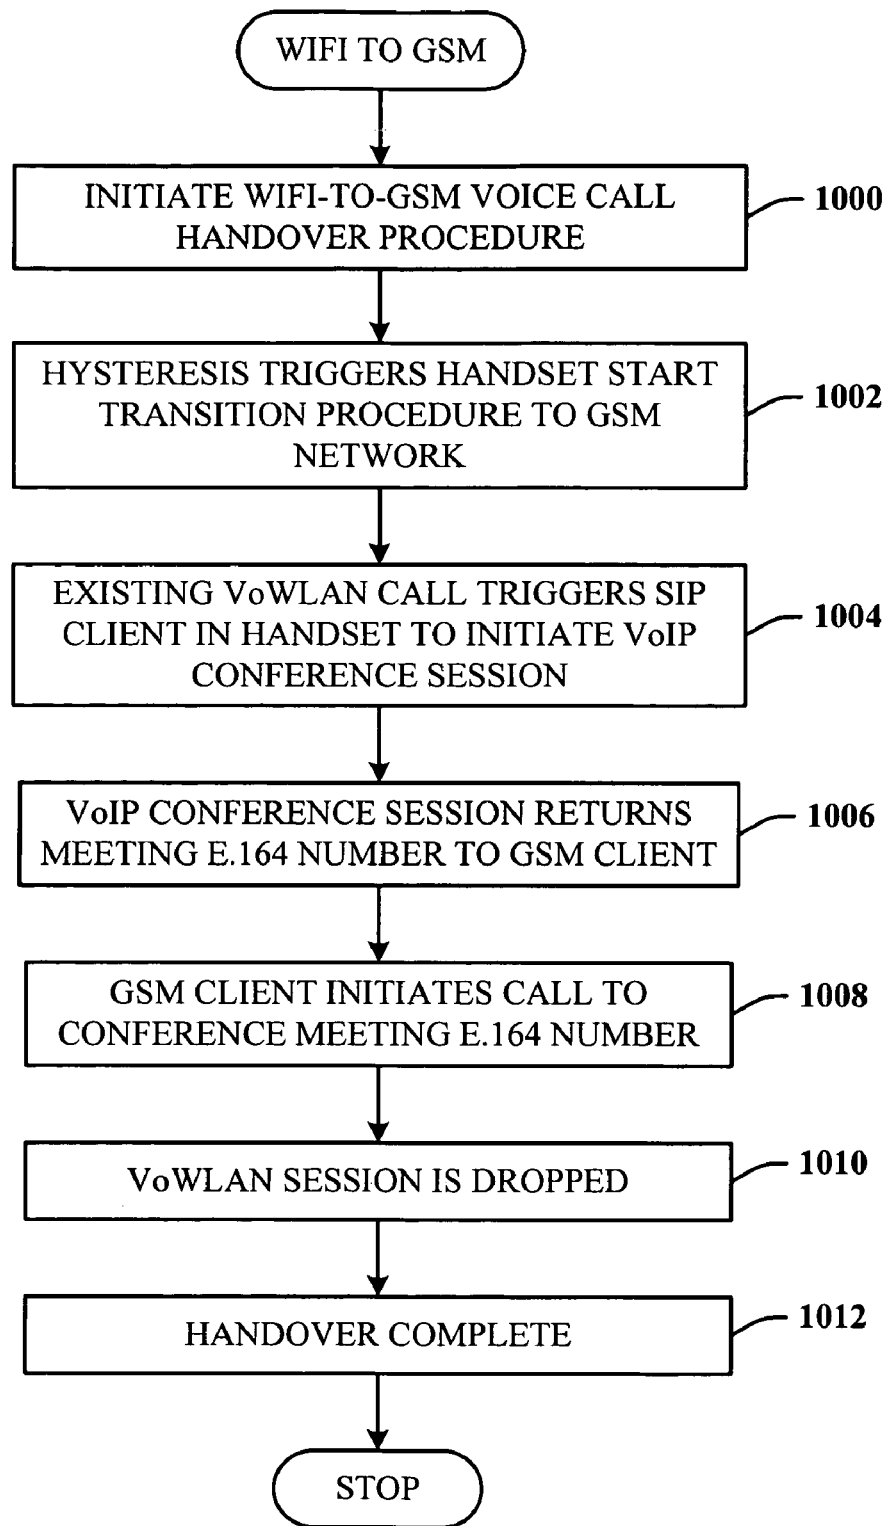 WIFI TO GSM
INITIATE WIFI-TO-GSM VOICE CALL
HANDOVER PROCEDURE
1000
HYSTERESIS TRIGGERS HANDSET START
TRANSITION PROCEDURE TO GSM
NETWORK
1002
EXISTING VoWLAN CALL TRIGGERS SIP
CLIENT IN HANDSET TO INITIATE VoIP
CONFERENCE SESSION
1004
VoIP CONFERENCE SESSION RETURNS
MEETING E.164 NUMBER TO GSM CLIENT
1006
GSM CLIENT INITIATES CALL TO
CONFERENCE MEETING E.164 NUMBER
1008
VoWLAN SESSION IS DROPPED
1010
HANDOVER COMPLETE
1012
STOP